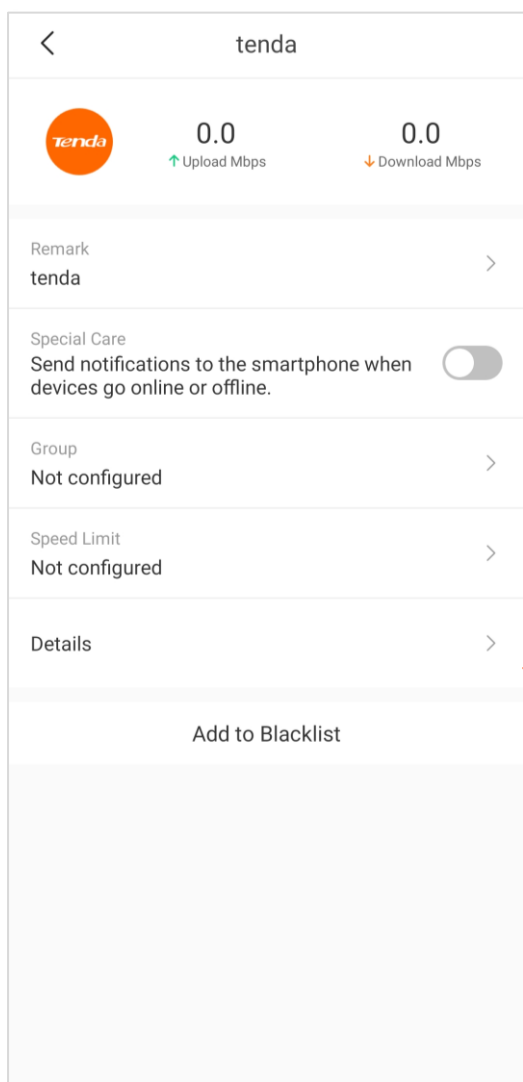 tenda
Tenda
0.0
0.0
Upload Mbps
Download Mbps
Remark
tenda
Special Care
Send notifications to the smartphone when
devices go online or offline.
Group
Not configured
Speed Limit
Not configured
Details
Add to Blacklist